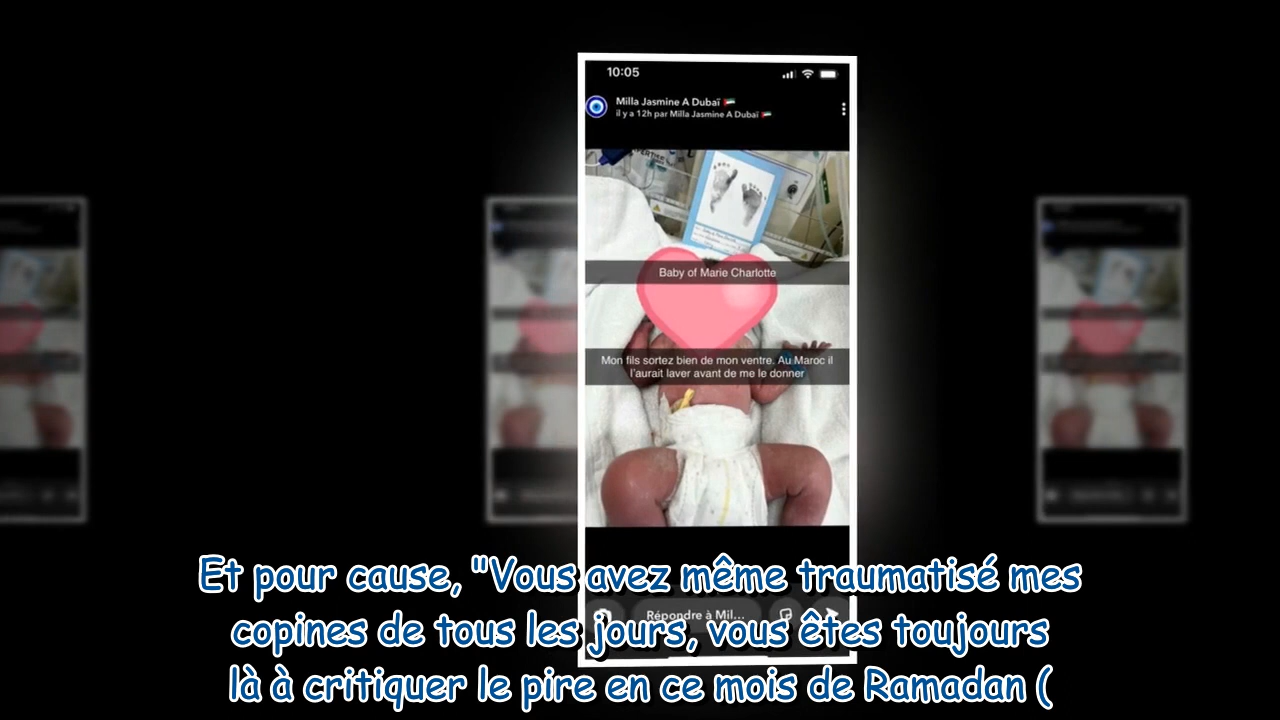 10:05
Milla Jasmine A Dubaï 🇦🇪
il y a 12h par Milla Jasmine A Dubaï 🇦🇪
Baby of Marie Charlotte
Mon fils sortez bien de mon ventre. Au Maroc il
l'aurait laver avant de me le donner
Répondre à Mil...
Et pour cause, "Vous avez même traumatisé mes
copines de tous les jours, vous êtes toujours
là à critiquer le pire en ce mois de Ramadan (